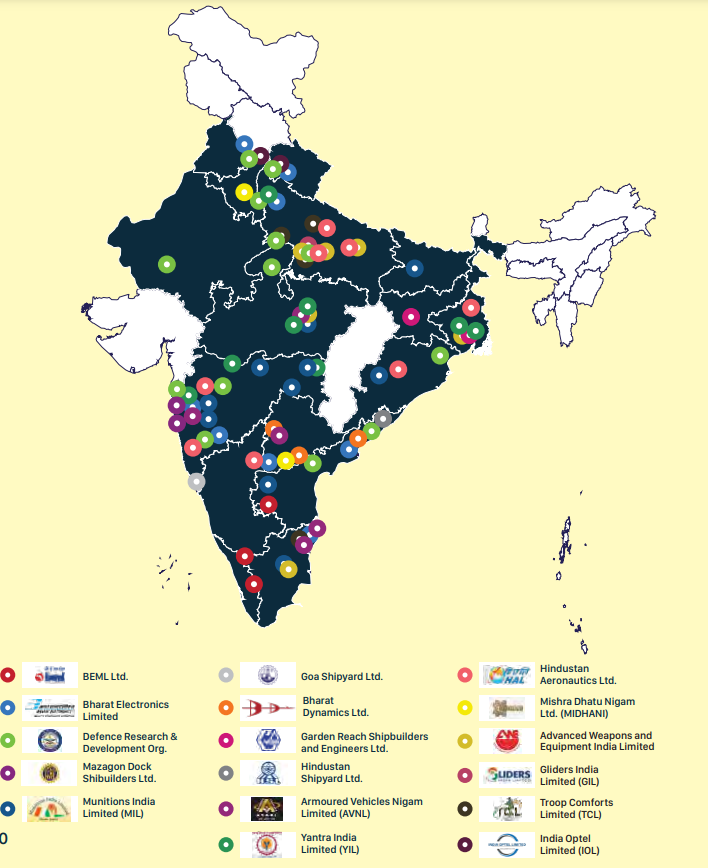 BEML Ltd.
Goa Shipyard Ltd.
HAL
Hindustan
Aeronautics Ltd.
Bharat Electronics
Limited
Bharat
Dynamics Ltd.
Mishra Dhatu Nigam
Ltd. (MIDHANI)
Defence Research &
Development Org.
Garden Reach Shipbuilders
and Engineers Ltd.
Advanced Weapons and
Equipment India Limited
Mazagon Dock
Shibuilders Ltd.
Hindustan
Shipyard Ltd.
GLIDERS
Gliders India
Limited (GIL)
Munitions India
Limited (MIL)
Armoured Vehicles Nigam
Limited (AVNL)
Troop Comforts
Limited (TCL)
0
Yantra India
Limited (YIL)
India Optel
Limited (IOL)